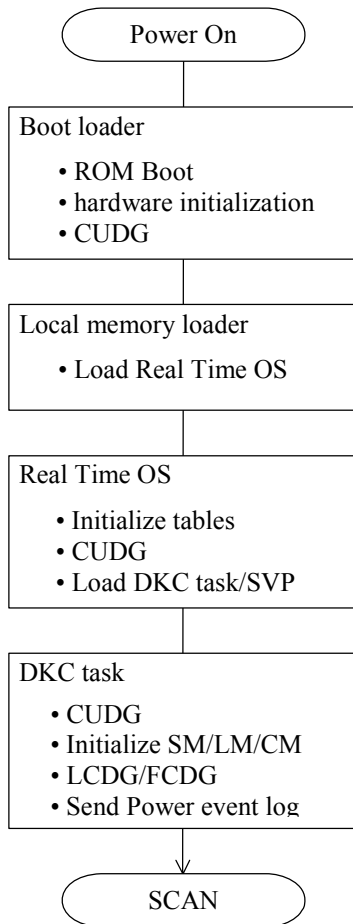 Power On
Boot loader
• ROM Boot
• hardware initialization
• CUDG
Local memory loader
• Load Real Time OS
Real Time OS
• Initialize tables
• CUDG
• Load DKC task/SVP
DKC task
• CUDG
• Initialize SM/LM/CM
• LCDG/FCDG
• Send Power event log
SCAN